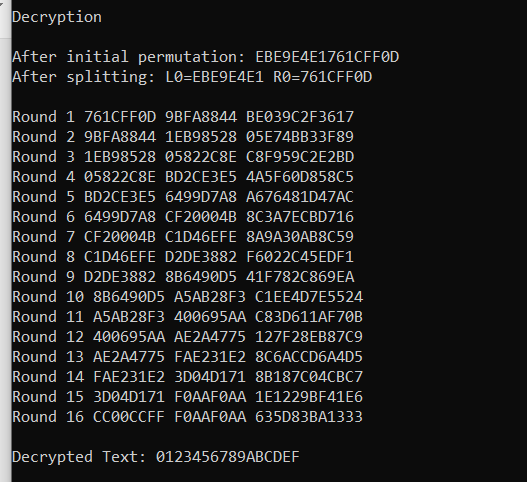 Decryption
After initial permutation: EBE9E4E1761CFF0D
After splitting: L0=EBE9E4E1 R0=761CFF0D
Round 1 761CFF0D 9BFA8844 BE039C2F3617
Round 2 9BFA8844 1EB98528 05E74BB33F89
Round 3 1EB98528 05822C8E C8F959C2E2BD
Round 4 05822C8E BD2CE3E5 4A5F60D858C5
Round 5 BD2CE3E5 6499D7A8 A676481D47AC
Round 6 6499D7A8 CF20004B 8C3A7ECBD716
Round 7 CF20004B C1D46EFE 8A9A30AB8C59
Round 8 C1D46EFE D2DE3882 F6022C45EDF1
Round 9 D2DE3882 8B6490D5 41F782C869EA
Round 10 8B6490D5 A5AB28F3 C1EE4D7E5524
Round 11 A5AB28F3 400695AA C83D611AF70B
Round 12 400695AA AE2A4775 127F28EB87C9
Round 13 AE2A4775 FAE231E2 8C6ACCD6A4D5
Round 14 FAE231E2 3D04D171 8B187C04CBC7
Round 15 3D04D171 F0AAF0AA 1E1229BF41E6
Round 16 CC00CCFF F0AAF0AA 635D83BA1333
Decrypted Text: 0123456789ABCDEF